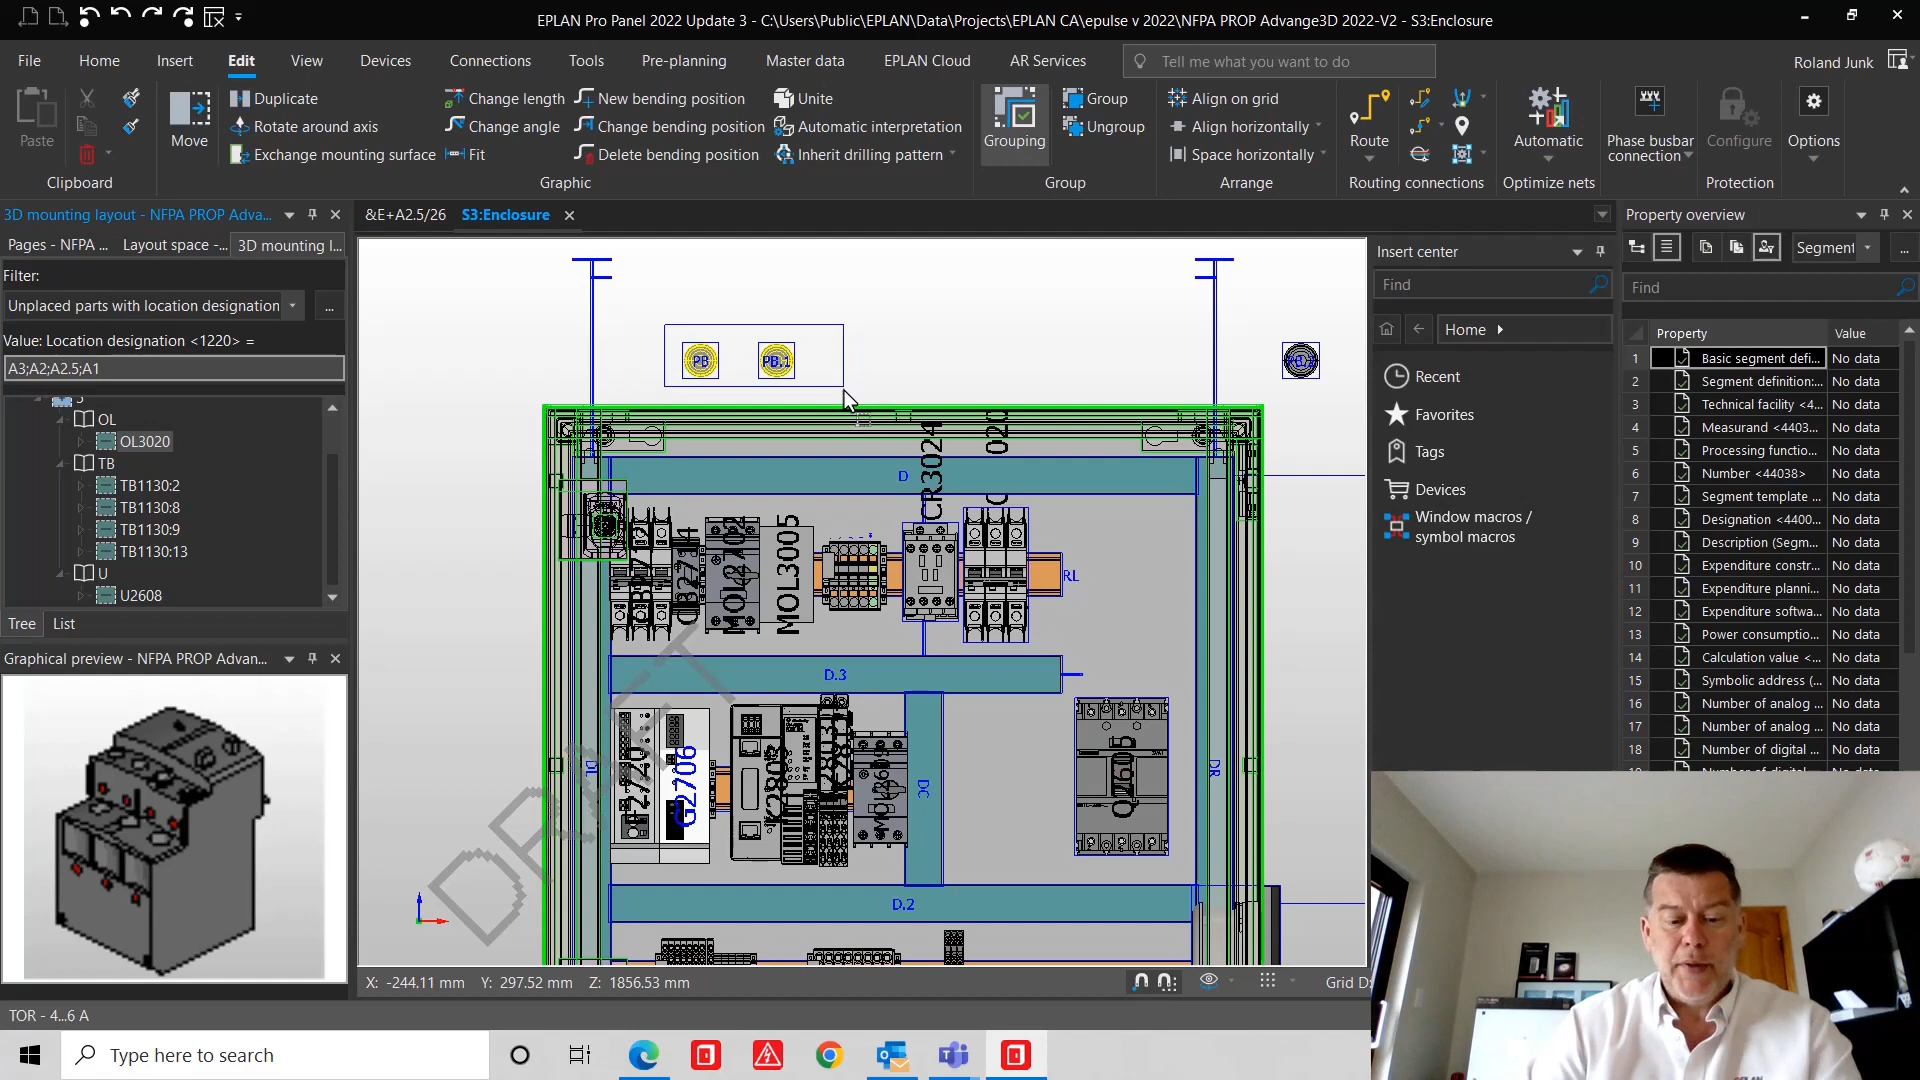 EPLAN Pro Panel 2022 Update 3 - C:\Users\Public\EPLAN\Data\Projects\EPLAN CA\epulse v 2022\NFPA PROP Advange3D 2022-V2 - S3:Enclosure
File Home Insert Edit View Devices Connections Tools Pre-planning Master data EPLAN Cloud AR Services Tell me what you want to do Roland Junk
Paste
Clipboard
Move
Duplicate
Rotate around axis
Exchange mounting surface
Change length
Change angle
Fit
New bending position
Change bending position
Delete bending position
Unite
Automatic interpretation
Inherit drilling pattern
Graphic
Grouping
Group
Ungroup
Group
Align on grid
Align horizontally
Space horizontally
Arrange
Route
Routing connections
Automatic
Optimize nets
Phase busbar
connection
Configure
Protection
Options
3D mounting layout - NFPA PROP Adva...
Pages - NFPA ... Layout space -... 3D mounting l...
Filter:
Unplaced parts with location designation ...
Value: Location designation <1220> =
A3;A2;A2.5;A1
OL
OL3020
TB
TB1130:2
TB1130:8
TB1130:9
TB1130:13
U
U2608
Tree List
Graphical preview - NFPA PROP Advan...
&E+A2.5/26 S3:Enclosure
PB PB.1
D
CR3024
MOL2702
MOL3005
RL
D.3
G2706
DC
DL
DR
D.2
DRAFT
X: -244.11 mm Y: 297.52 mm Z: 1856.53 mm
Grid D:
Insert center
Find
Home
Recent
Favorites
Tags
Devices
Window macros /
symbol macros
Property overview
Segment ...
Find
Property Value
1 Basic segment defi... No data
2 Segment definition:... No data
3 Technical facility <4... No data
4 Measurand <4403... No data
5 Processing functio... No data
6 Number <44038> No data
7 Segment template ... No data
8 Designation <4400... No data
9 Description (Segm... No data
10 Expenditure constr... No data
11 Expenditure planni... No data
12 Expenditure softwa... No data
13 Power consumptio... No data
14 Calculation value <... No data
15 Symbolic address (... No data
16 Number of analog ... No data
17 Number of analog ... No data
18 Number of digital ... No data
TOR - 4...6 A
Type here to search